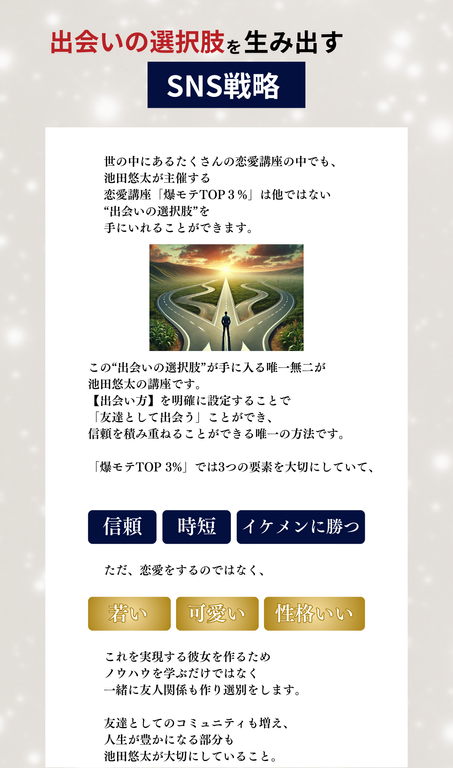 出会いの選択肢を生み出す
SNS戦略
世の中にあるたくさんの恋愛講座の中でも、
池田悠太が主催する
恋愛講座「爆モテTOP３%」は他ではない
“出会いの選択肢”を
手にいれることができます。
この“出会いの選択肢”が手に入る唯一無二が
池田悠太の講座です。
【出会い方】を明確に設定することで
「友達として出会う」ことができ、
信頼を積み重ねることができる唯一の方法です。
「爆モテTOP 3%」では3つの要素を大切にしていて、
信頼 時短 イケメンに勝つ
ただ、恋愛をするのではなく、
若い 可愛い 性格いい
これを実現する彼女を作るため
ノウハウを学ぶだけではなく
一緒に友人関係も作り選別をします。
友達としてのコミュニティも増え、
人生が豊かになる部分も
池田悠太が大切にしていること。